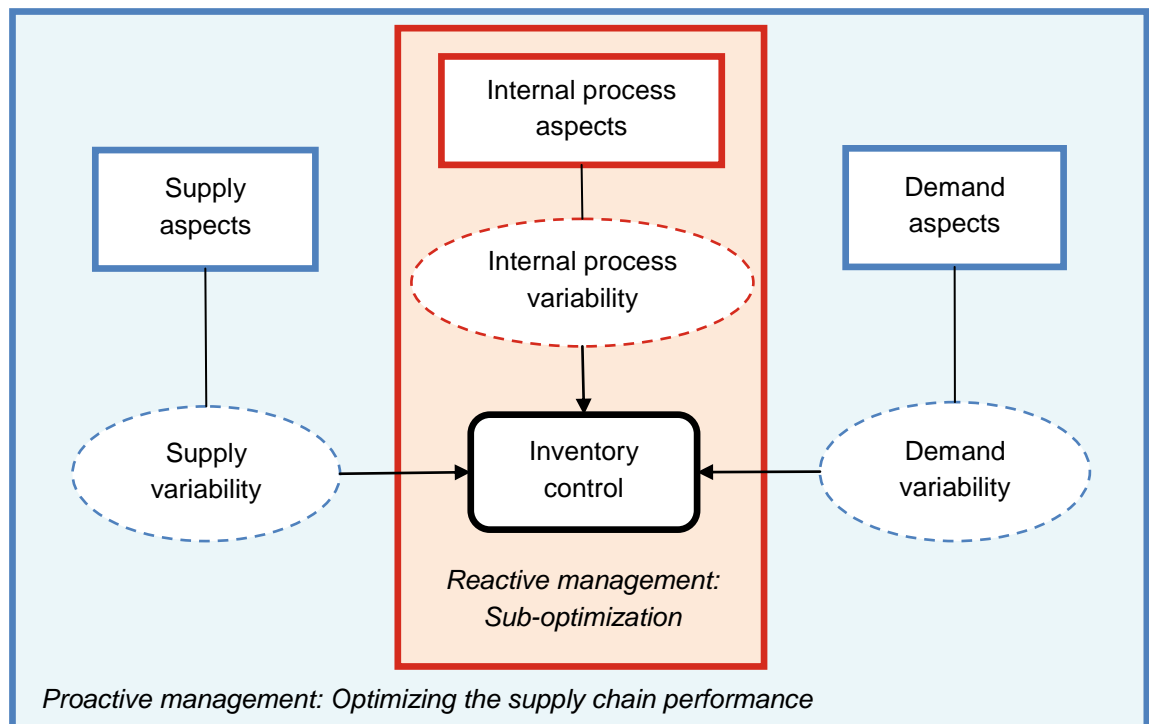 Internal process
aspects
Supply
aspects
Demand
aspects
Internal process
variability
Supply
variability
Inventory
control
Demand
variability
Reactive management:
Sub-optimization
Proactive management: Optimizing the supply chain performance